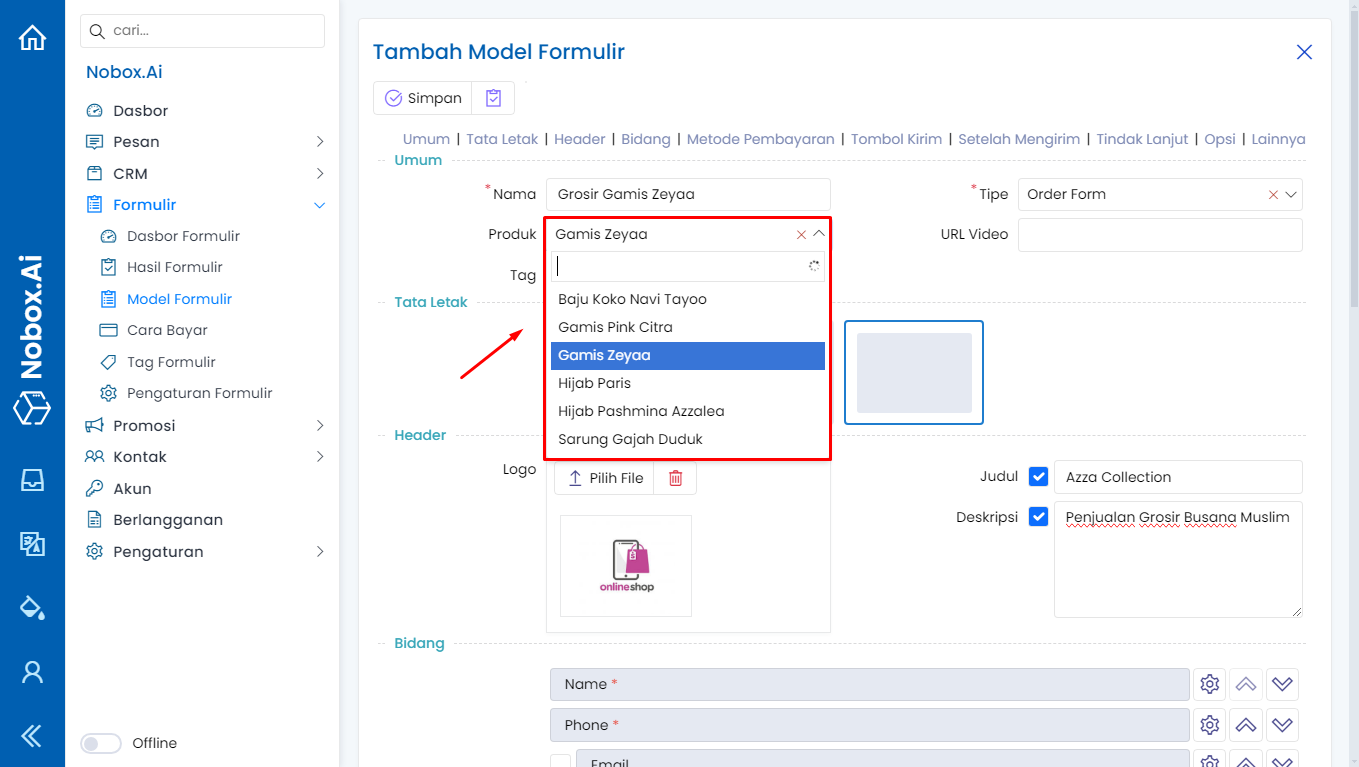 cari...
Nobox.Ai
Dasbor
Pesan
CRM
Formulir
Dasbor Formulir
Hasil Formulir
Model Formulir
Cara Bayar
Tag Formulir
Pengaturan Formulir
Promosi
Kontak
Akun
Berlangganan
Pengaturan
Offline
Nobox.Ai
Tambah Model Formulir
Simpan
Umum | Tata Letak | Header | Bidang | Metode Pembayaran | Tombol Kirim | Setelah Mengirim | Tindak Lanjut | Opsi | Lainnya
Umum
*Nama Grosir Gamis Zeyaa
*Tipe Order Form
Produk Gamis Zeyaa
URL Video
Tag
Baju Koko Navi Tayoo
Gamis Pink Citra
Gamis Zeyaa
Hijab Paris
Hijab Pashmina Azzalea
Sarung Gajah Duduk
Tata Letak
Header
Logo
Pilih File
onlineshop
Judul Azza Collection
Deskripsi Penjualan Grosir Busana Muslim
Bidang
Name *
Phone *
Email